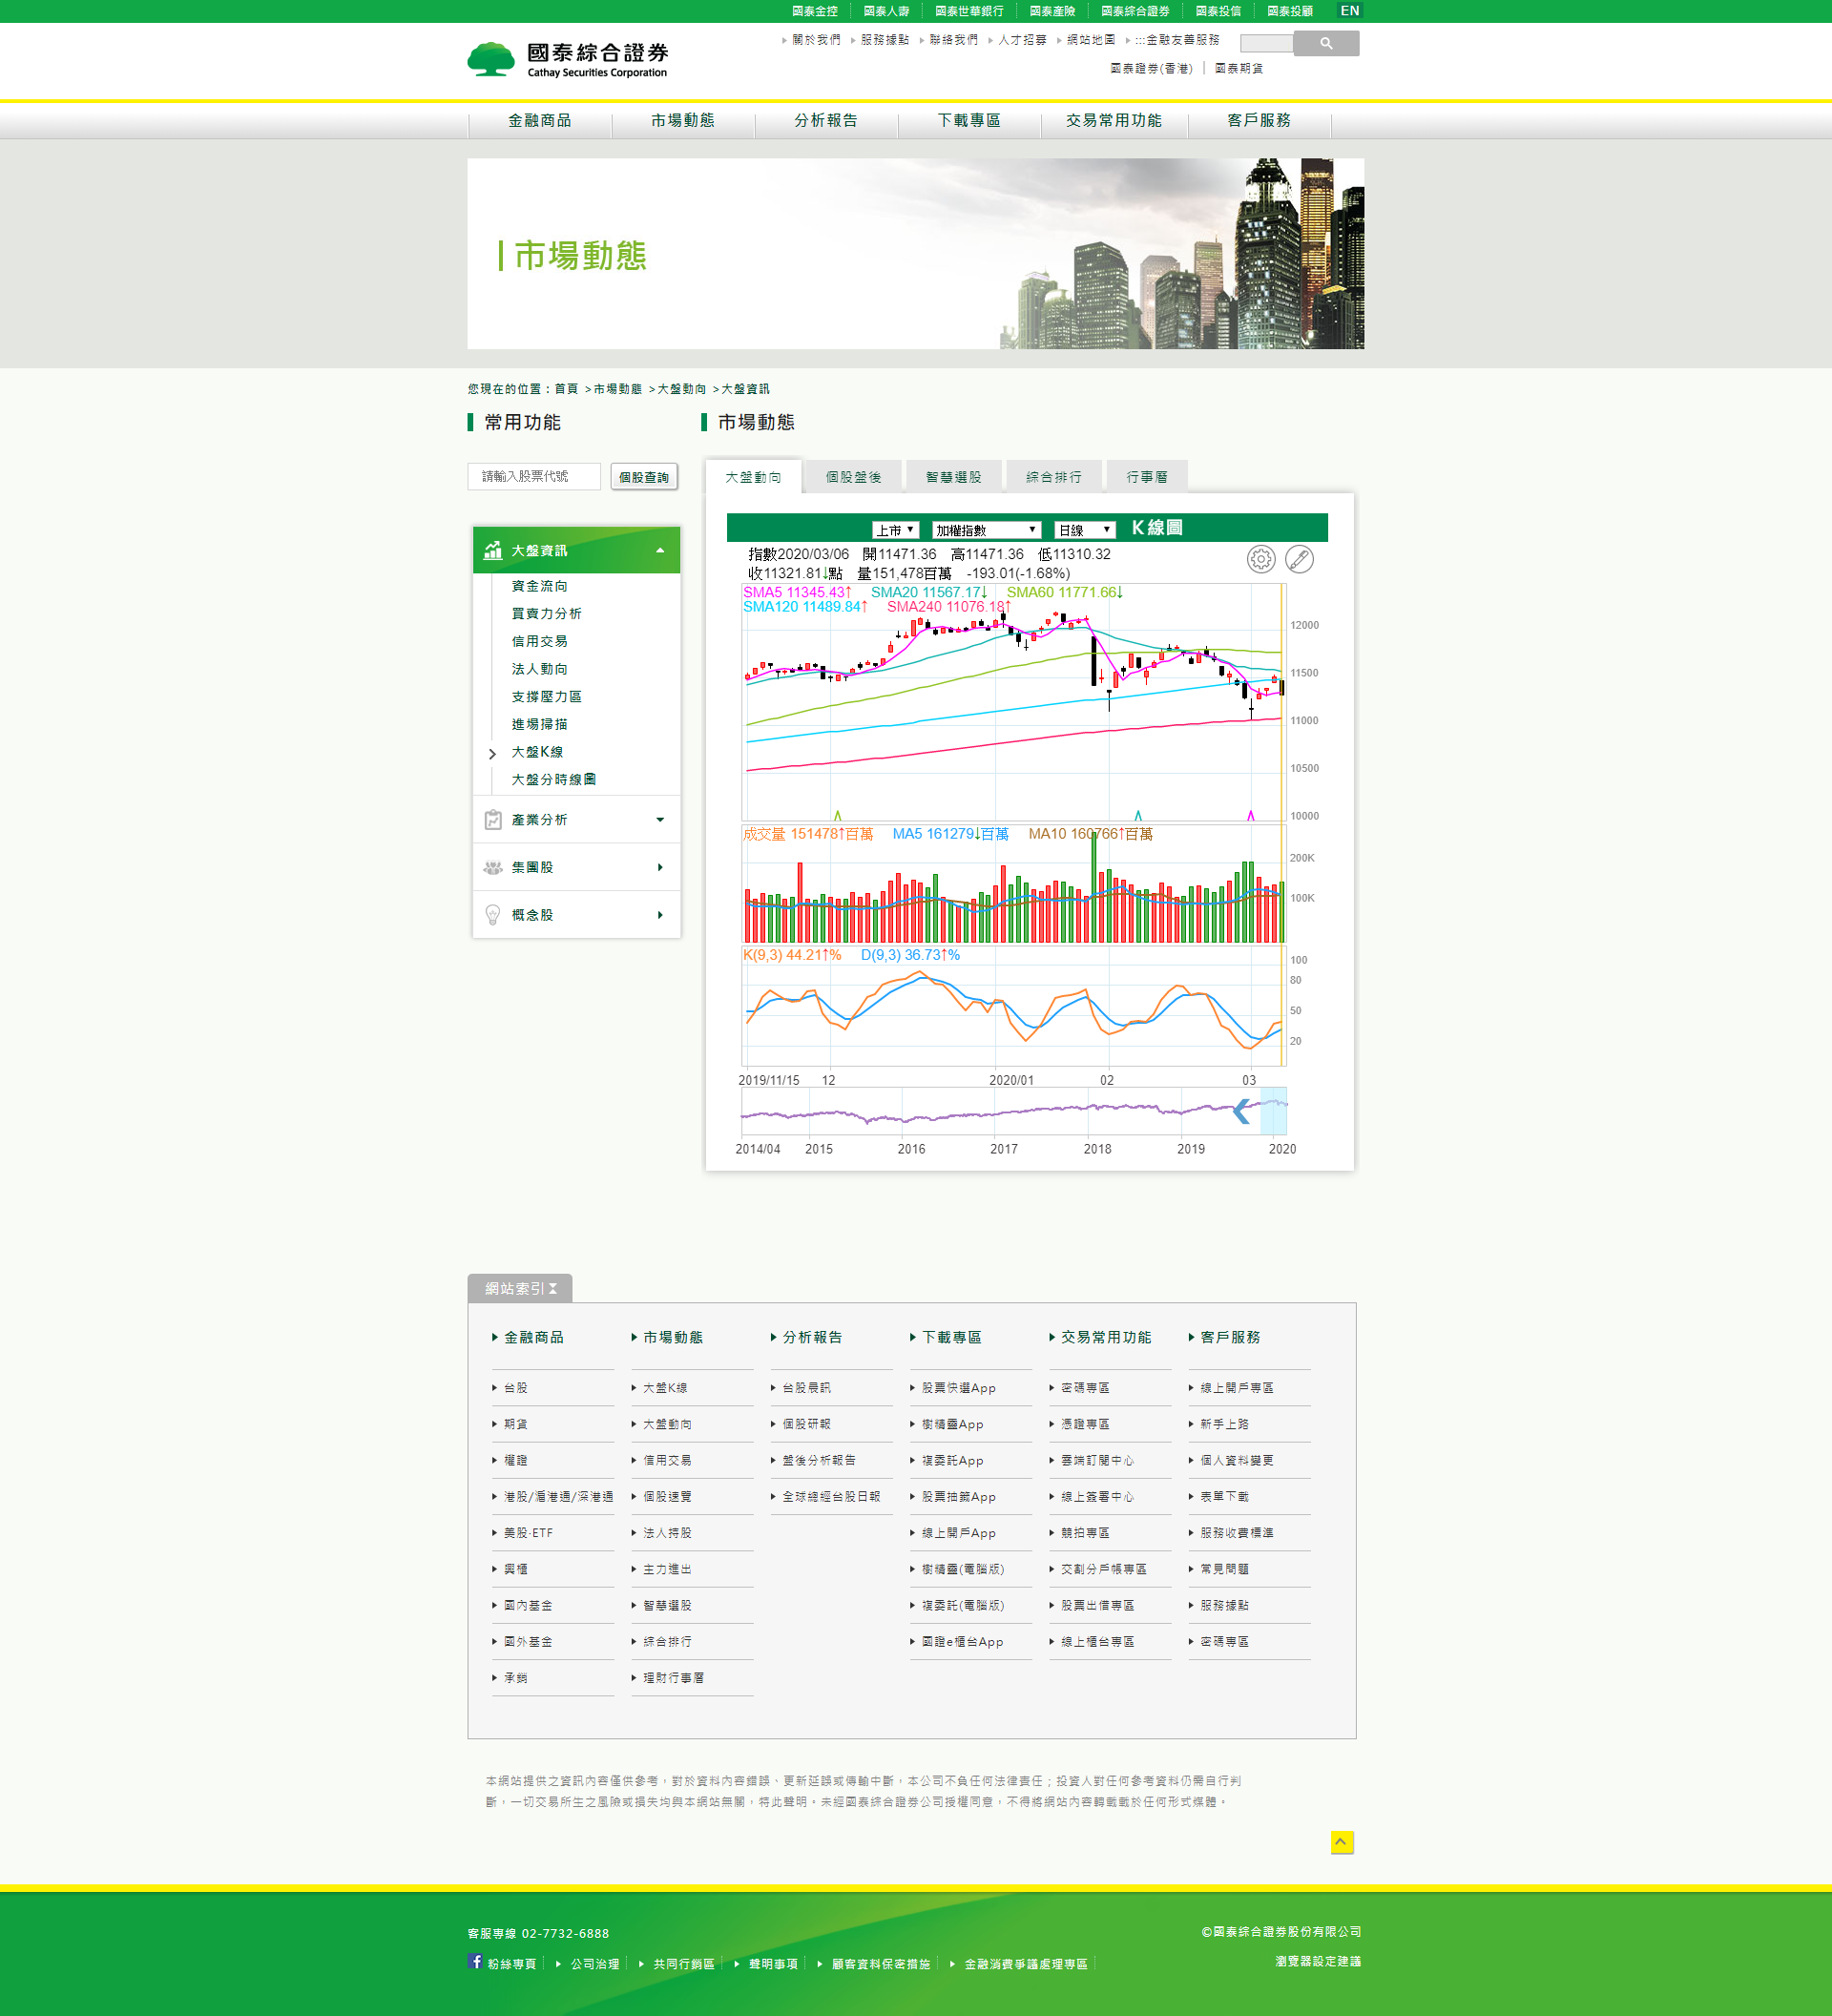 國泰金控 國泰人壽 國泰世華銀行 國泰產險 國泰綜合證券 國泰投信 國泰投顧 EN
關於我們 服務據點 聯絡我們 人才招募 網站地圖 :::金融友善服務
國泰綜合證券
Cathay Securities Corporation
國泰證券(香港) 國泰期貨
金融商品 市場動態 分析報告 下載專區 交易常用功能 客戶服務
市場動態
您現在的位置：首頁 >市場動態 >大盤動向 >大盤資訊
常用功能
請輸入股票代號 個股查詢
大盤資訊
資金流向
買賣力分析
信用交易
法人動向
支撐壓力區
進場掃描
大盤K線
大盤分時線圖
產業分析
集團股
概念股
市場動態
大盤動向 個股盤後 智慧選股 綜合排行 行事曆
上市 加權指數 日線 K線圖
指數2020/03/06 開11471.36 高11471.36 低11310.32
收11321.81↓點 量151,478百萬 -193.01(-1.68%)
SMA5 11345.43↑ SMA20 11567.17↓ SMA60 11771.66↓
SMA120 11489.84↑ SMA240 11076.18↑
12000
11500
11000
10500
10000
成交量 151478↑百萬 MA5 161279↓百萬 MA10 160766↑百萬
200K
100K
K(9,3) 44.21↑% D(9,3) 36.73↑%
100
80
50
20
2019/11/15 12 2020/01 02 03
2014/04 2015 2016 2017 2018 2019 2020
網站索引
金融商品 市場動態 分析報告 下載專區 交易常用功能 客戶服務
台股 大盤K線 台股晨訊 股票快選App 密碼專區 線上開戶專區
期貨 大盤動向 個股研報 樹精靈App 憑證專區 新手上路
權證 信用交易 盤後分析報告 複委託App 雲端訂閱中心 個人資料變更
港股/滬港通/深港通 個股速覽 全球總經台股日報 股票抽籤App 線上簽署中心 表單下載
美股·ETF 法人持股 線上開戶App 競拍專區 服務收費標準
興櫃 主力進出 樹精靈(電腦版) 交割分戶帳專區 常見問題
國內基金 智慧選股 複委託(電腦版) 股票出借專區 服務據點
國外基金 綜合排行 國證e櫃台App 線上櫃台專區 密碼專區
承銷 理財行事曆
本網站提供之資訊內容僅供參考，對於資料內容錯誤、更新延誤或傳輸中斷，本公司不負任何法律責任；投資人對任何參考資料仍需自行判
斷，一切交易所生之風險或損失均與本網站無關，特此聲明。未經國泰綜合證券公司授權同意，不得將網站內容轉載載於任何形式媒體。
客服專線 02-7732-6888
©國泰綜合證券股份有限公司
粉絲專頁 公司治理 共同行銷區 聲明事項 顧客資料保密措施 金融消費爭議處理專區
瀏覽器設定建議